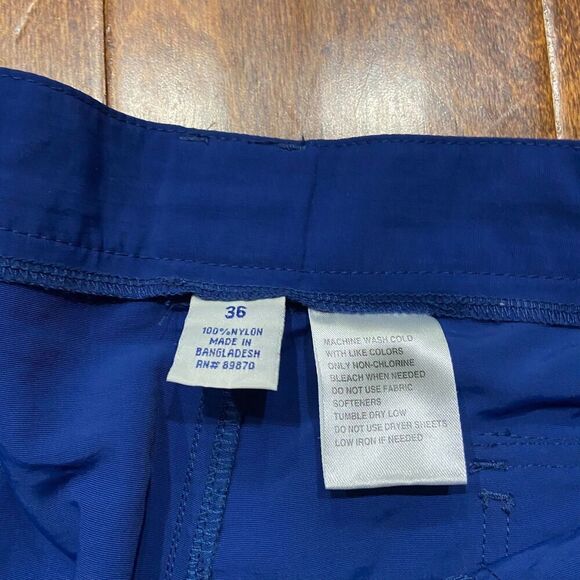 36
100% NYLON
MADE IN
BANGLADESH
RN# 89870
MACHINE WASH COLD
WITH LIKE COLORS
ONLY NON-CHLORINE
BLEACH WHEN NEEDED
DO NOT USE FABRIC
SOFTENERS
TUMBLE DRY LOW
DO NOT USE DRYER SHEETS
LOW IRON IF NEEDED